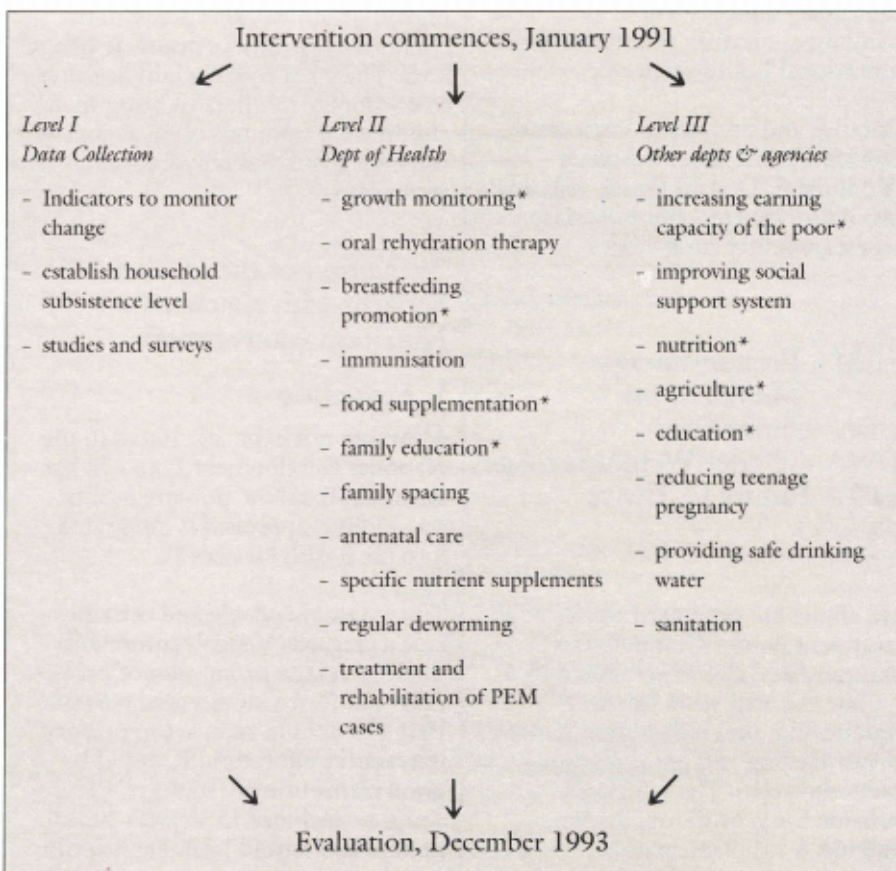 Intervention commences, January 1991
Level I
Data Collection
– Indicators to monitor
change
– establish household
subsistence level
– studies and surveys
Level II
Dept of Health
– growth monitoring*
– oral rehydration therapy
– breastfeeding
promotion*
– immunisation
– food supplementation*
– family education*
– family spacing
– antenatal care
– specific nutrient supplements
– regular deworming
– treatment and
rehabilitation of PEM
cases
Level III
Other depts & agencies
– increasing earning
capacity of the poor*
– improving social
support system
– nutrition*
– agriculture*
– education*
– reducing teenage
pregnancy
– providing safe drinking
water
– sanitation
Evaluation, December 1993